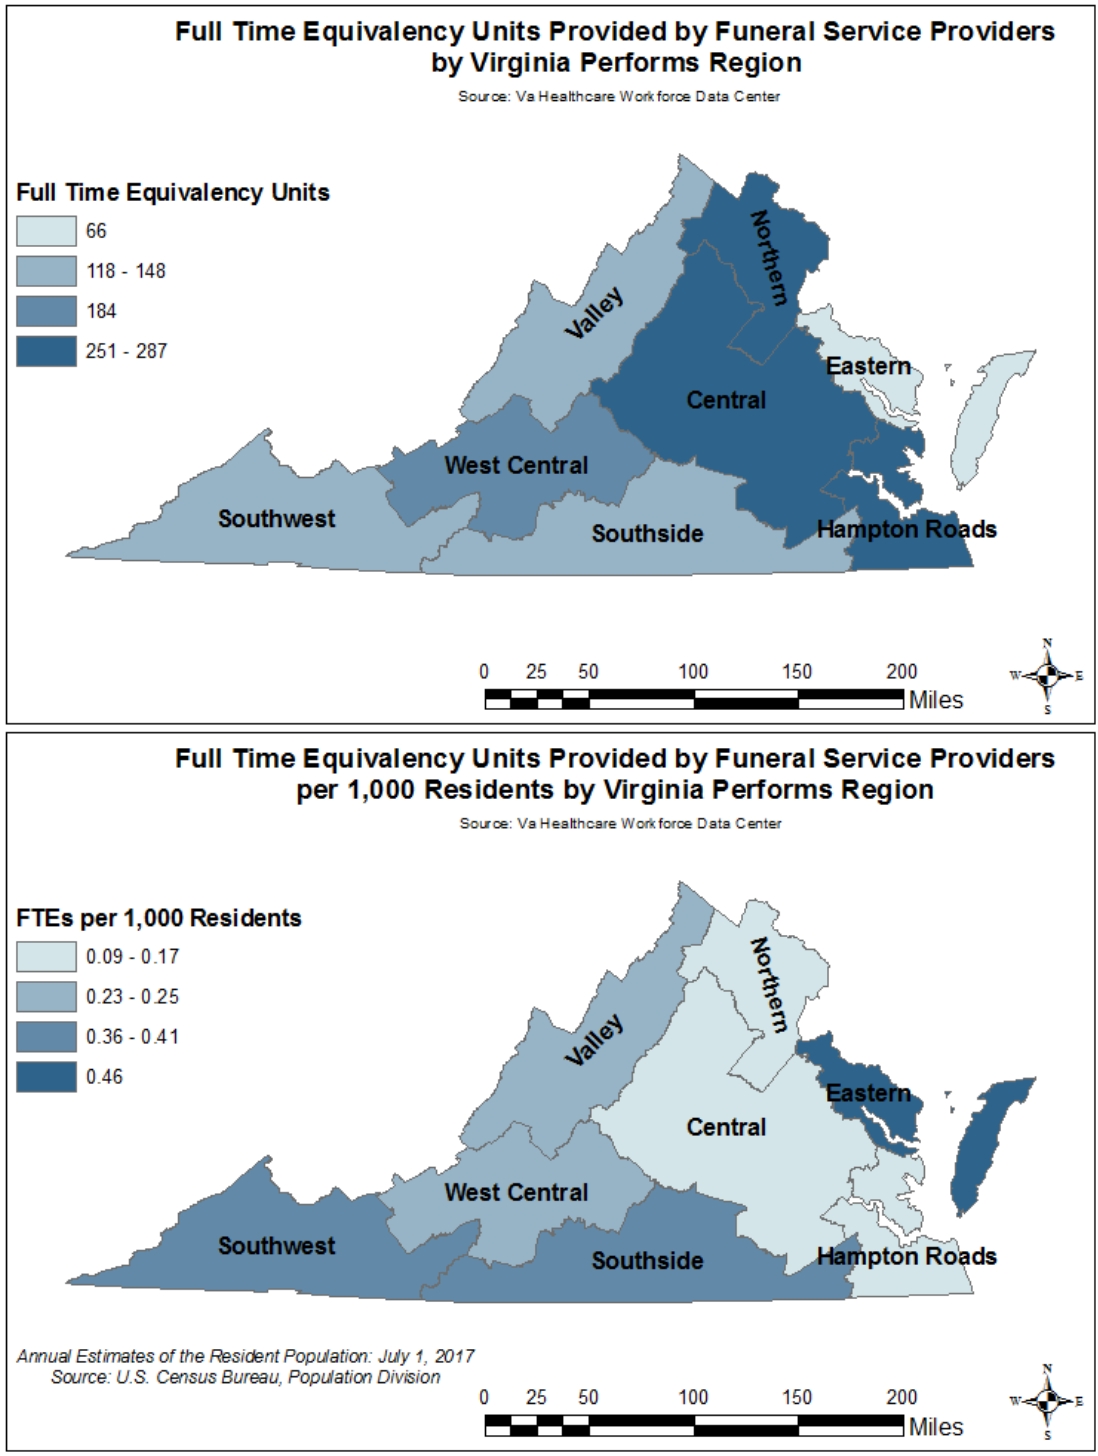 Full Time Equivalency Units Provided by Funeral Service Providers
by Virginia Performs Region
Source: Va Healthcare Workforce Data Center
Full Time Equivalency Units
66
118 - 148
184
251 - 287
Northern
Valley
Eastern
Central
West Central
Southwest
Southside
Hampton Roads
0 25 50 100 150 200
Miles
N
W E
S
Full Time Equivalency Units Provided by Funeral Service Providers
per 1,000 Residents by Virginia Performs Region
Source: Va Healthcare Workforce Data Center
FTEs per 1,000 Residents
0.09 - 0.17
0.23 - 0.25
0.36 - 0.41
0.46
Northern
Valley
Eastern
Central
West Central
Southwest
Southside
Hampton Roads
Annual Estimates of the Resident Population: July 1, 2017
Source: U.S. Census Bureau, Population Division
0 25 50 100 150 200
Miles
N
W E
S